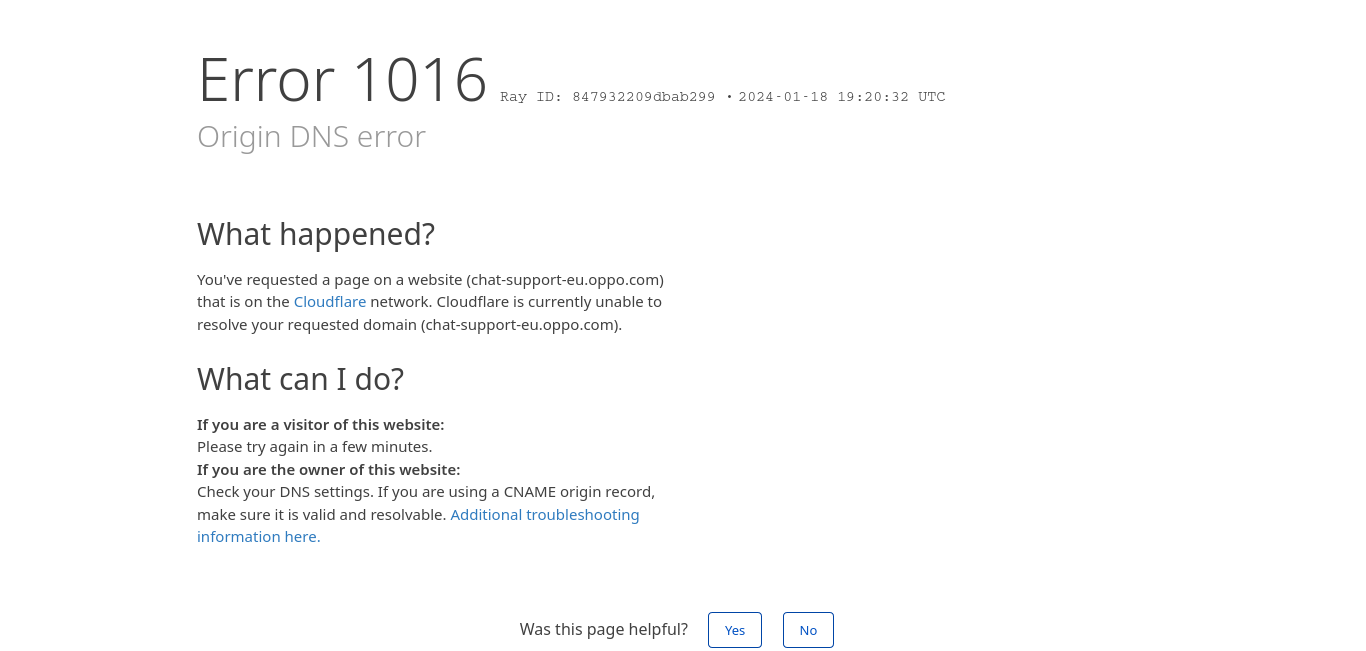 Error 1016 Ray ID: 847932209dbab299 • 2024-01-18 19:20:32 UTC
Origin DNS error
What happened?
You've requested a page on a website (chat-support-eu.oppo.com)
that is on the Cloudflare network. Cloudflare is currently unable to
resolve your requested domain (chat-support-eu.oppo.com).
What can I do?
If you are a visitor of this website:
Please try again in a few minutes.
If you are the owner of this website:
Check your DNS settings. If you are using a CNAME origin record,
make sure it is valid and resolvable. Additional troubleshooting
information here.
Was this page helpful? Yes No